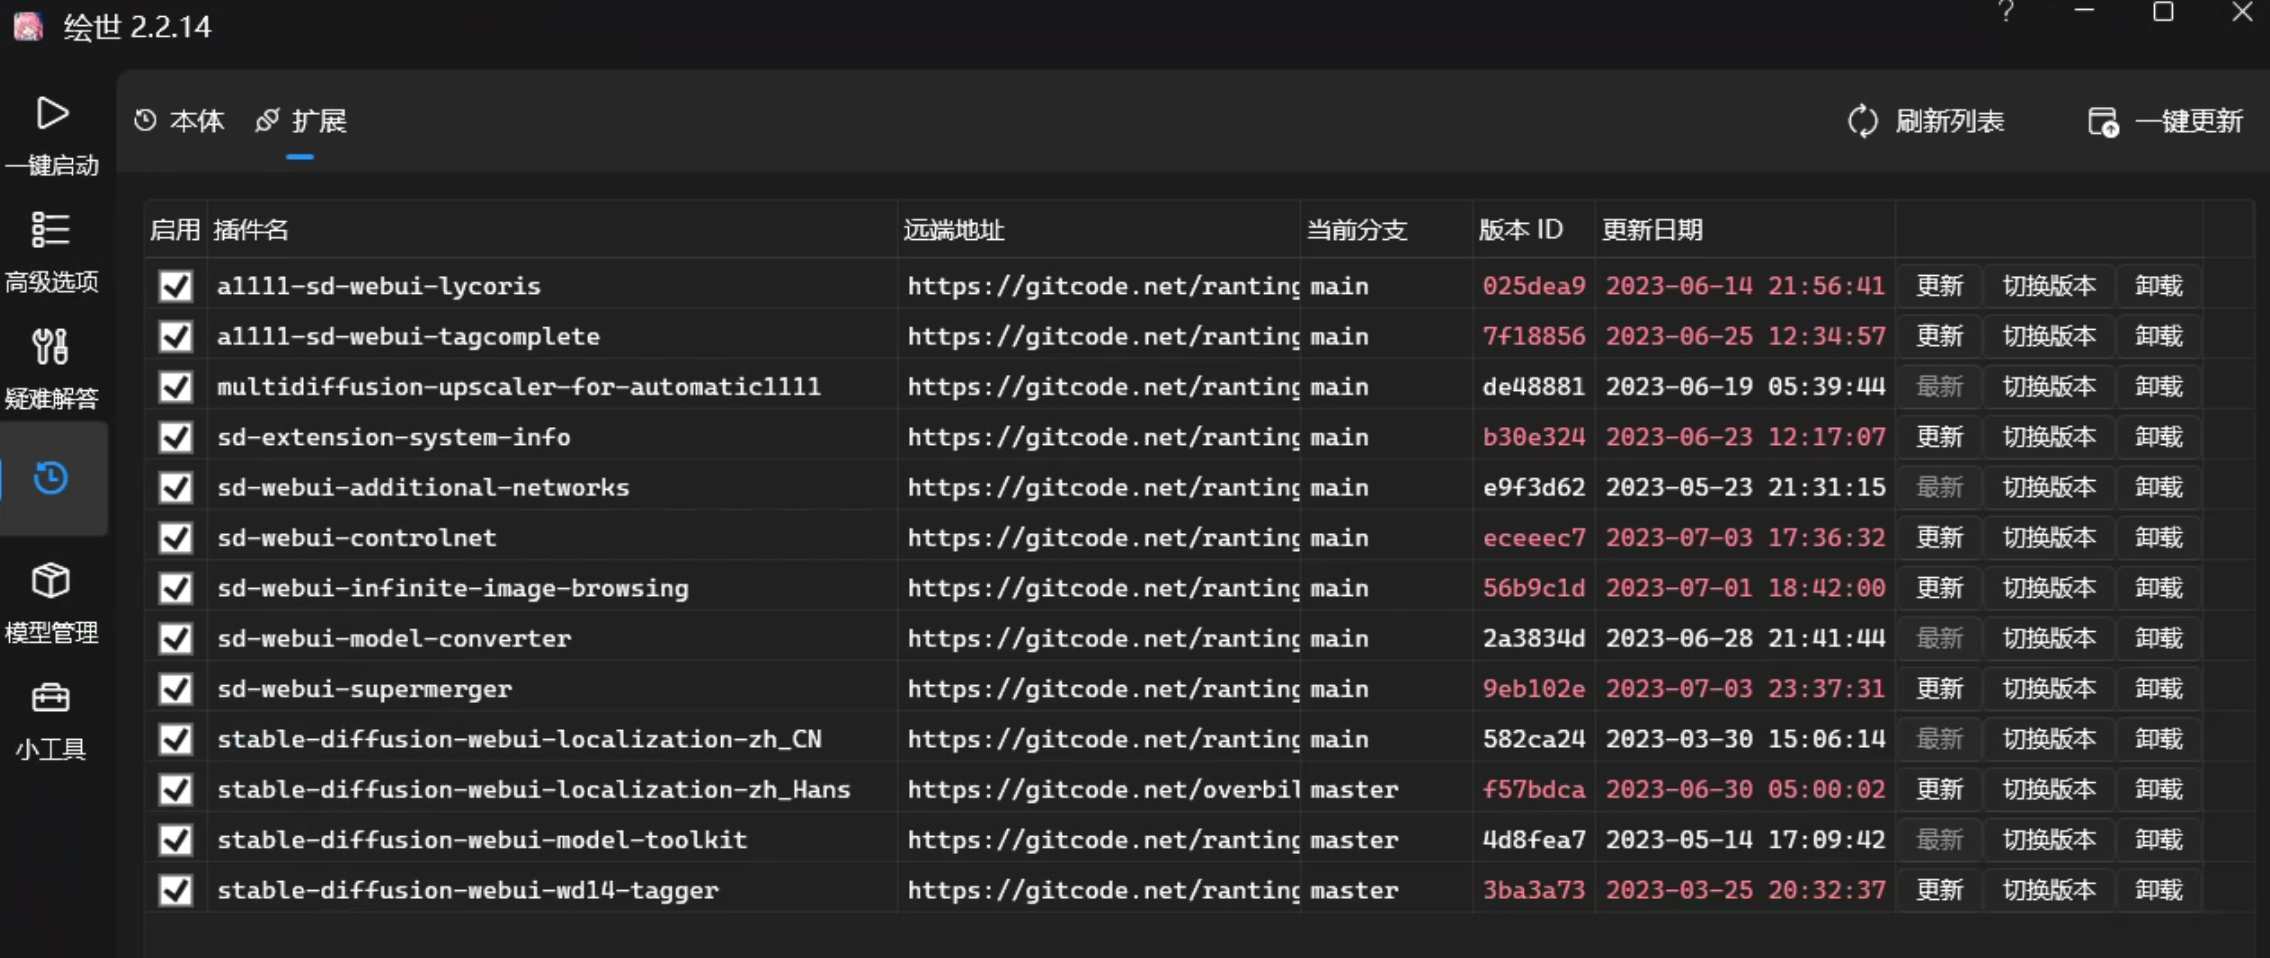 绘世 2.2.14
?
一键启动
高级选项
疑难解答
模型管理
小工具
本体 扩展 刷新列表 一键更新
启用 插件名 远端地址 当前分支 版本 ID 更新日期
a1111-sd-webui-lycoris https://gitcode.net/ranting main 025dea9 2023-06-14 21:56:41 更新 切换版本 卸载
a1111-sd-webui-tagcomplete https://gitcode.net/ranting main 7f18856 2023-06-25 12:34:57 更新 切换版本 卸载
multidiffusion-upscaler-for-automatic1111 https://gitcode.net/ranting main de48881 2023-06-19 05:39:44 最新 切换版本 卸载
sd-extension-system-info https://gitcode.net/ranting main b30e324 2023-06-23 12:17:07 更新 切换版本 卸载
sd-webui-additional-networks https://gitcode.net/ranting main e9f3d62 2023-05-23 21:31:15 最新 切换版本 卸载
sd-webui-controlnet https://gitcode.net/ranting main eceeec7 2023-07-03 17:36:32 更新 切换版本 卸载
sd-webui-infinite-image-browsing https://gitcode.net/ranting main 56b9c1d 2023-07-01 18:42:00 更新 切换版本 卸载
sd-webui-model-converter https://gitcode.net/ranting main 2a3834d 2023-06-28 21:41:44 最新 切换版本 卸载
sd-webui-supermerger https://gitcode.net/ranting main 9eb102e 2023-07-03 23:37:31 更新 切换版本 卸载
stable-diffusion-webui-localization-zh_CN https://gitcode.net/ranting main 582ca24 2023-03-30 15:06:14 最新 切换版本 卸载
stable-diffusion-webui-localization-zh_Hans https://gitcode.net/overbil master f57bdca 2023-06-30 05:00:02 更新 切换版本 卸载
stable-diffusion-webui-model-toolkit https://gitcode.net/ranting master 4d8fea7 2023-05-14 17:09:42 最新 切换版本 卸载
stable-diffusion-webui-wd14-tagger https://gitcode.net/ranting master 3ba3a73 2023-03-25 20:32:37 更新 切换版本 卸载